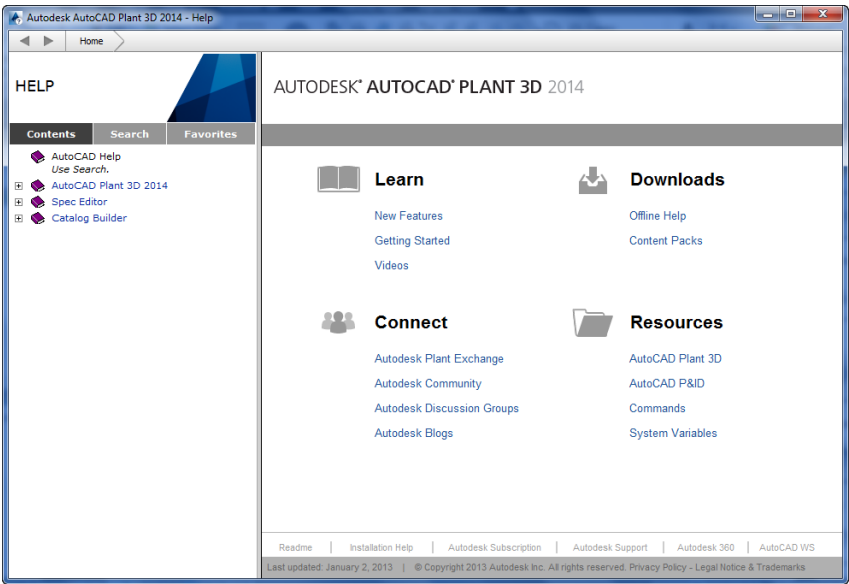 Autodesk AutoCAD Plant 3D 2014 - Help
Home
HELP
AUTODESK® AUTOCAD® PLANT 3D 2014
Contents Search Favorites
AutoCAD Help
Use Search.
AutoCAD Plant 3D 2014
Spec Editor
Catalog Builder
Learn
New Features
Getting Started
Videos
Downloads
Offline Help
Content Packs
Connect
Autodesk Plant Exchange
Autodesk Community
Autodesk Discussion Groups
Autodesk Blogs
Resources
AutoCAD Plant 3D
AutoCAD P&ID
Commands
System Variables
Readme | Installation Help | Autodesk Subscription | Autodesk Support | Autodesk 360 | AutoCAD WS
Last updated: January 2, 2013 | © Copyright 2013 Autodesk Inc. All rights reserved. Privacy Policy - Legal Notice & Trademarks